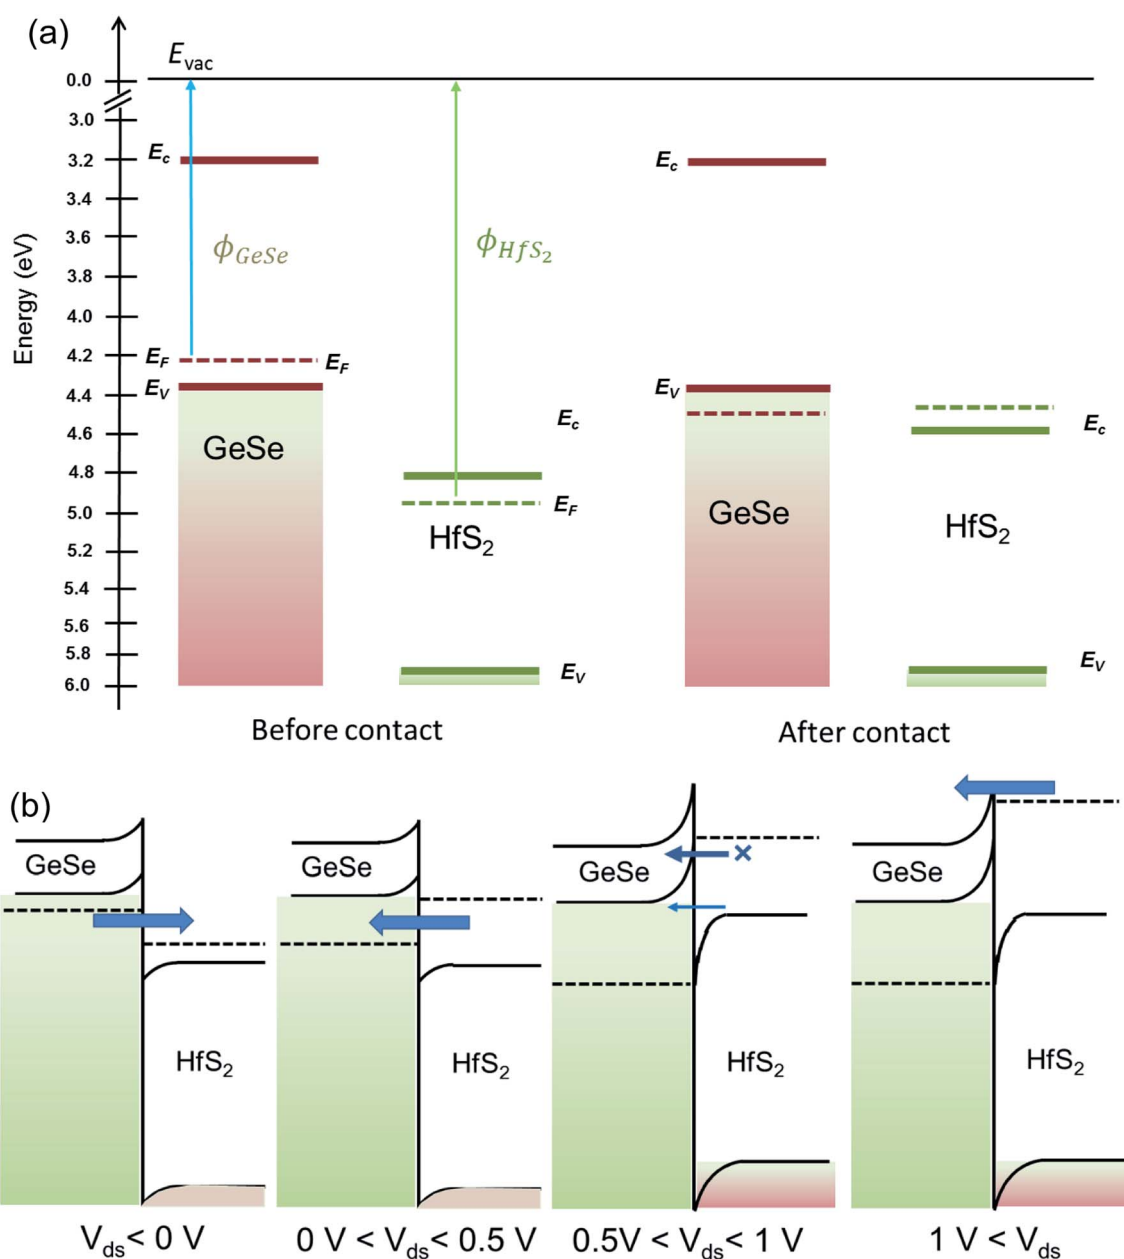 (a)
E_vac
0.0
3.0
3.2
3.4
3.6
3.8
4.0
4.2
4.4
4.6
4.8
5.0
5.2
5.4
5.6
5.8
6.0
Energy (eV)
E_c
ϕ_GeSe
E_F
E_F
E_V
GeSe
ϕ_HfS₂
E_c
E_F
HfS₂
E_V
Before contact
E_c
E_V
GeSe
E_c
HfS₂
E_V
After contact
(b)
GeSe
HfS₂
V_ds< 0 V
GeSe
HfS₂
0 V < V_ds< 0.5 V
GeSe
HfS₂
0.5V < V_ds< 1 V
GeSe
HfS₂
1 V < V_ds